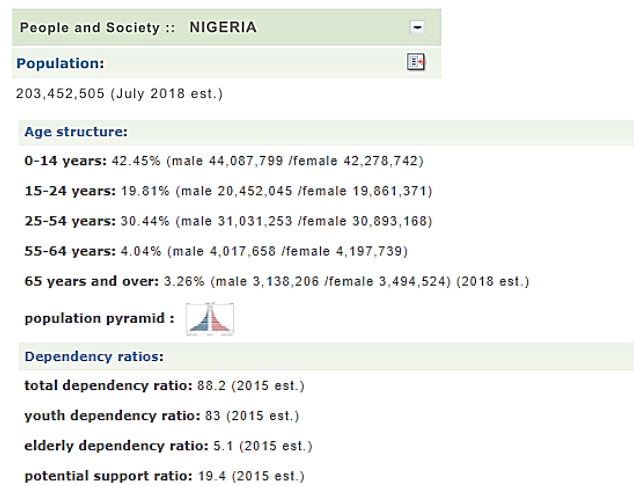 People and Society :: NIGERIA
Population:
203,452,505 (July 2018 est.)
Age structure:
0-14 years: 42.45% (male 44,087,799 /female 42,278,742)
15-24 years: 19.81% (male 20,452,045 /female 19,861,371)
25-54 years: 30.44% (male 31,031,253 /female 30,893,168)
55-64 years: 4.04% (male 4,017,658 /female 4,197,739)
65 years and over: 3.26% (male 3,138,206 /female 3,494,524) (2018 est.)
population pyramid :
Dependency ratios:
total dependency ratio: 88.2 (2015 est.)
youth dependency ratio: 83 (2015 est.)
elderly dependency ratio: 5.1 (2015 est.)
potential support ratio: 19.4 (2015 est.)